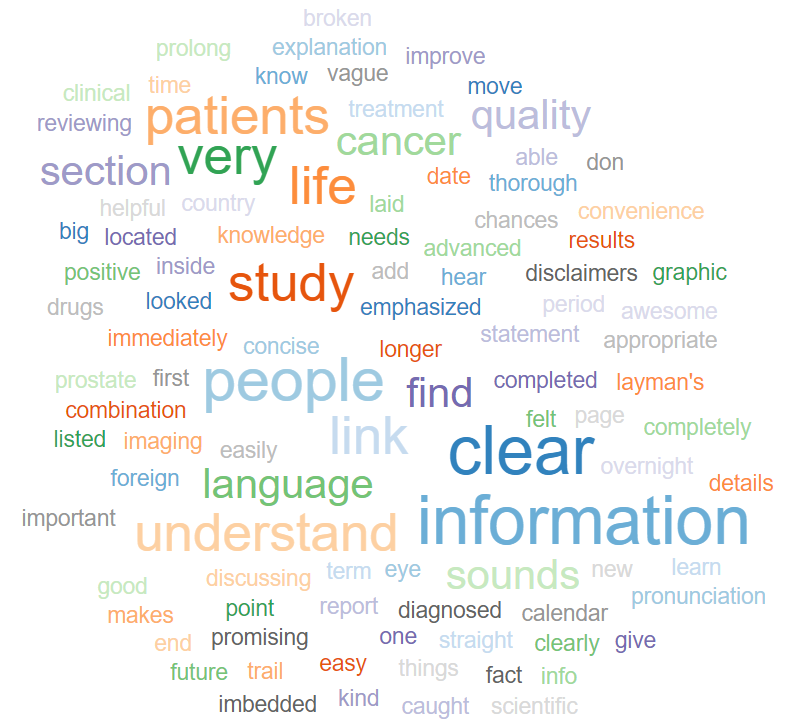 broken
prolong explanation improve
clinical time know vague move
reviewing patients treatment quality
section very cancer able don
life date thorough
helpful country laid chances convenience
big located knowledge needs advanced results
positive inside study add hear disclaimers graphic
drugs looked emphasized period awesome
immediately concise longer statement appropriate
prostate first people find completed layman's
combination link felt page completely
listed imaging easily clear overnight
foreign language details
important understand information
good discussing term eye sounds new learn
makes point report diagnosed calendar pronunciation
end promising one straight clearly give
future trail easy things fact info
imbedded kind caught scientific